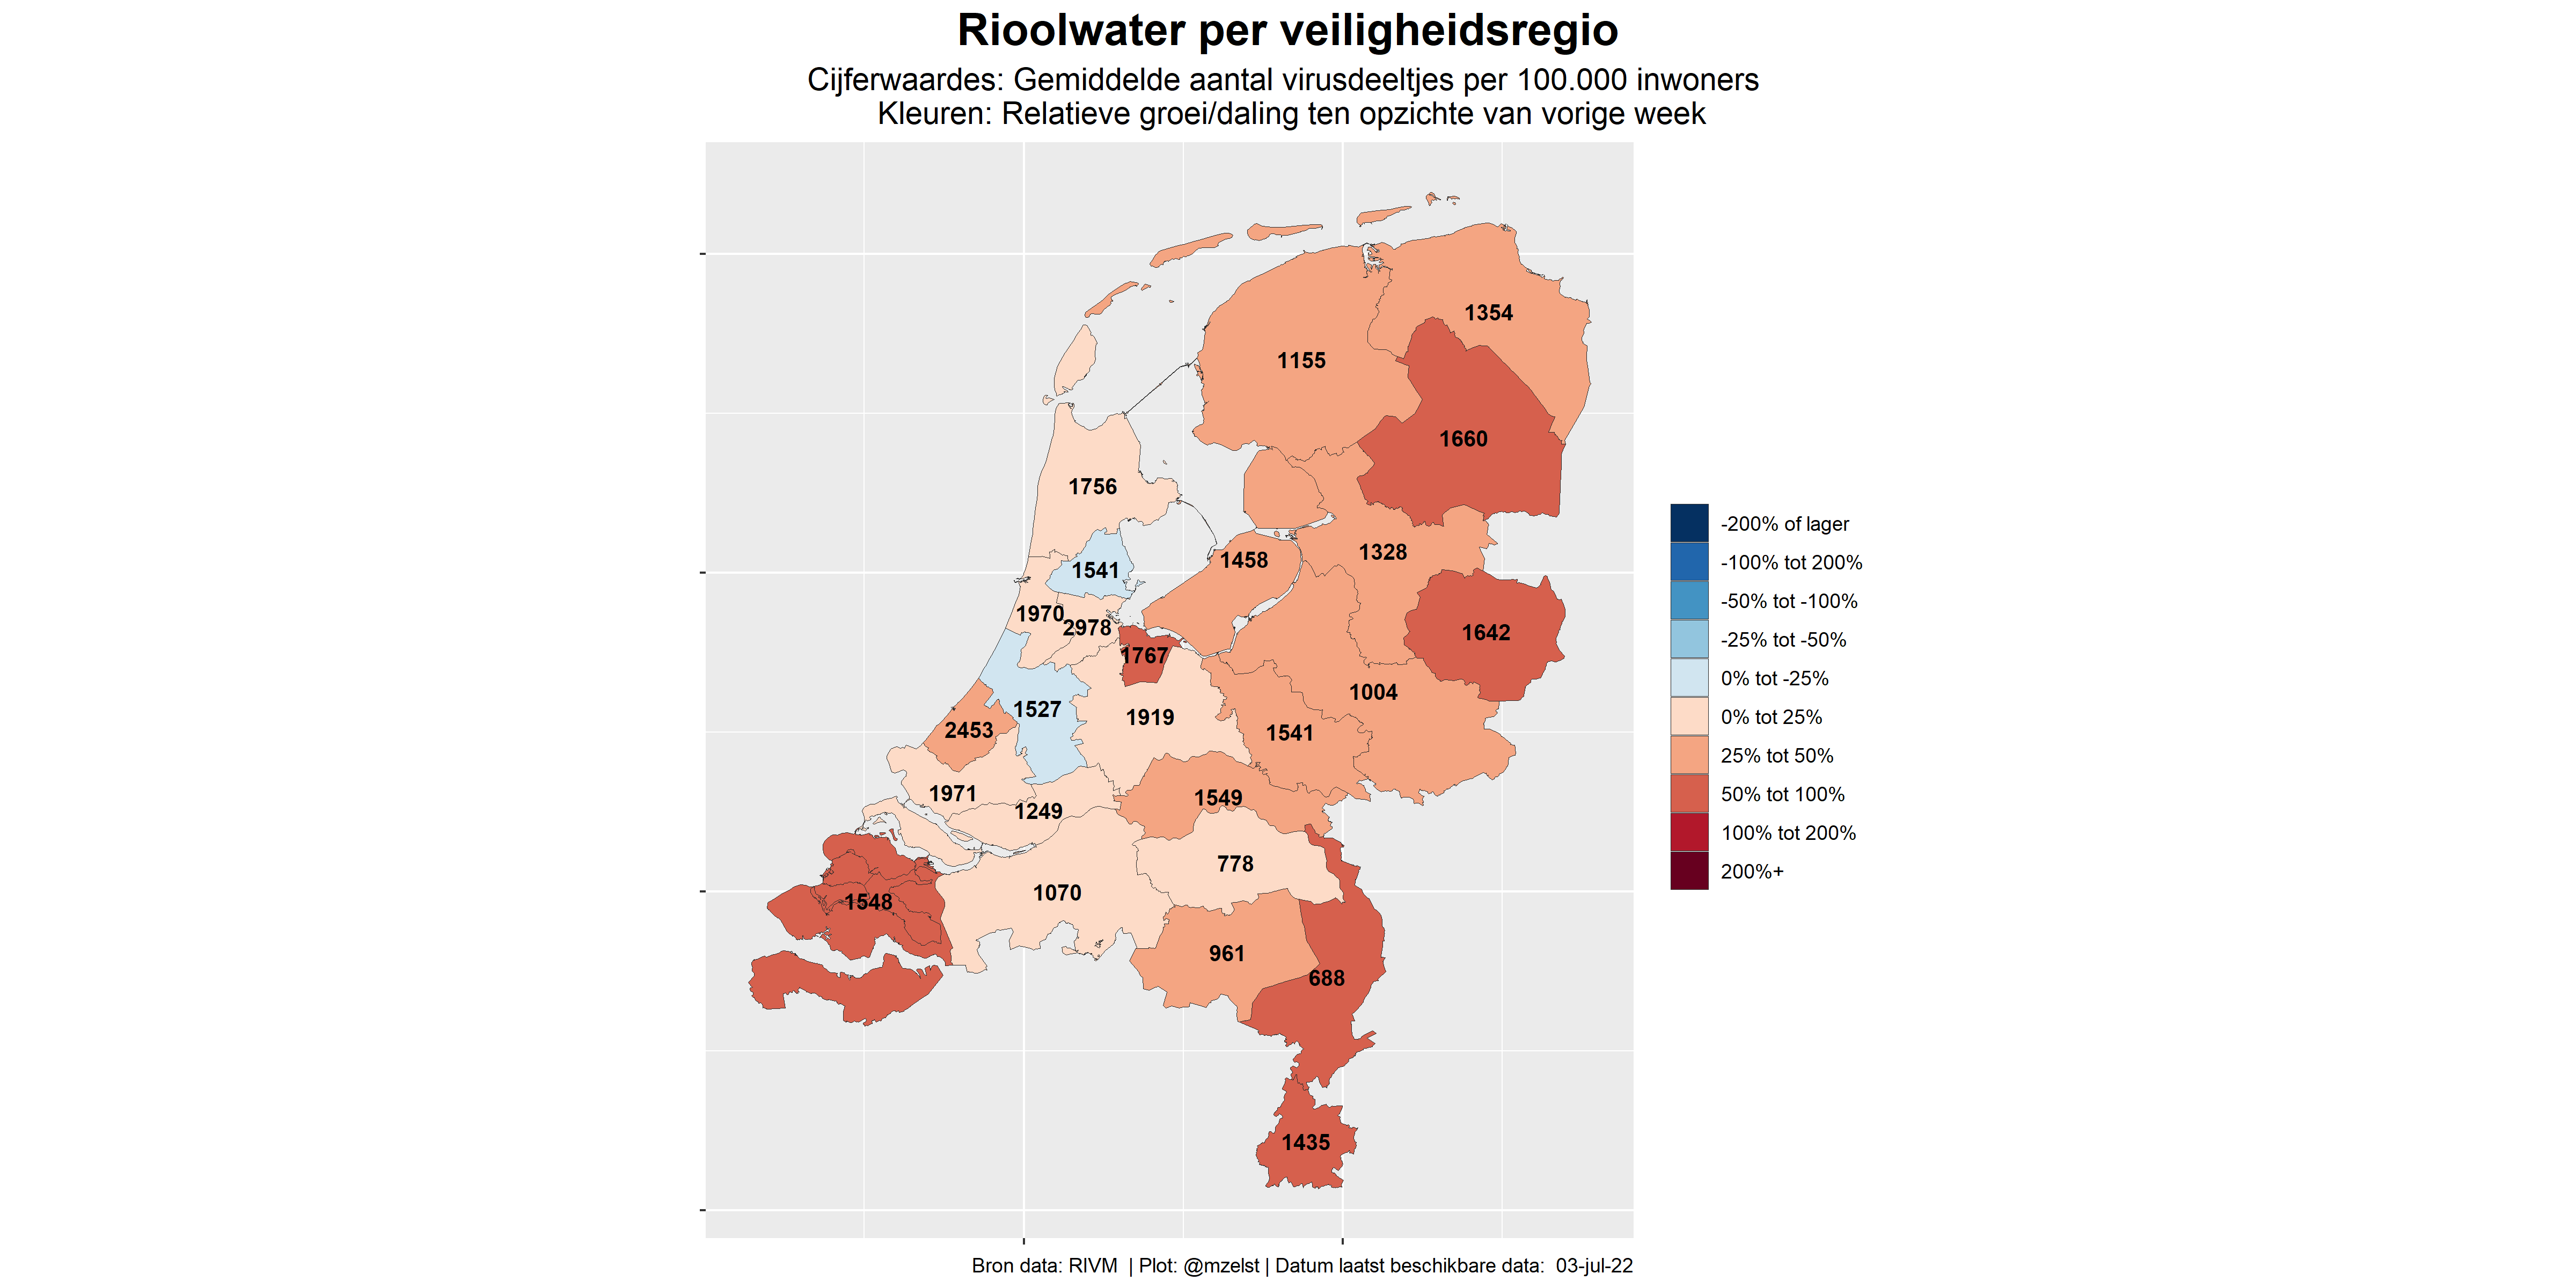 Rioolwater per veiligheidsregio
Cijferwaardes: Gemiddelde aantal virusdeeltjes per 100.000 inwoners
Kleuren: Relatieve groei/daling ten opzichte van vorige week
1354
1155
1660
1756
1328
1458
1541
1970
2978
1642
1767
1004
1527
1919
2453
1541
1971
1549
1249
778
1070
1548
961
688
1435
-200% of lager
-100% tot 200%
-50% tot -100%
-25% tot -50%
0% tot -25%
0% tot 25%
25% tot 50%
50% tot 100%
100% tot 200%
200%+
Bron data: RIVM | Plot: @mzelst | Datum laatst beschikbare data: 03-jul-22